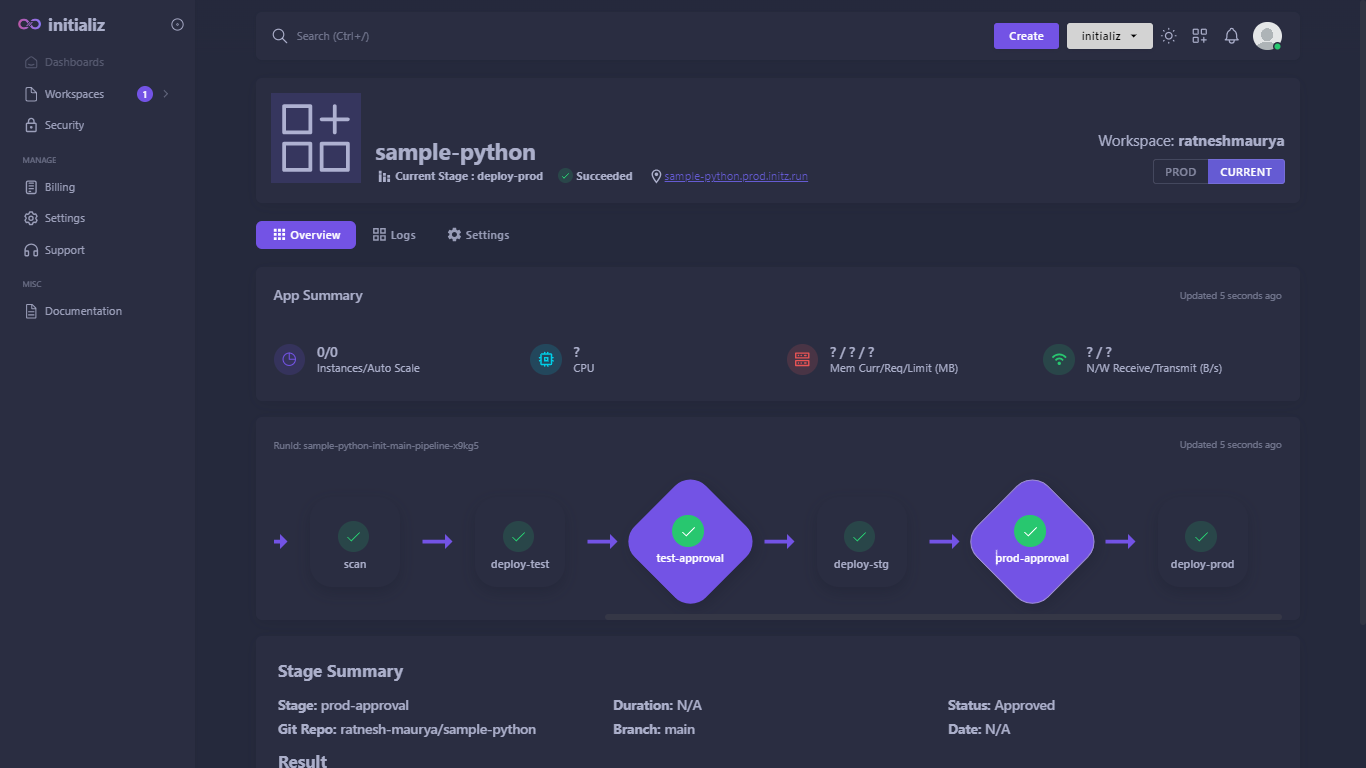 initializ
Search (Ctrl+/)
Create
initializ
Dashboards
Workspaces
1
Security
MANAGE
Billing
Settings
Support
MISC
Documentation
sample-python
Current Stage : deploy-prod
Succeeded
sample-python.prod.initz.run
Workspace: ratneshmaurya
PROD
CURRENT
Overview
Logs
Settings
App Summary
Updated 5 seconds ago
0/0
Instances/Auto Scale
?
CPU
? / ? / ?
Mem Curr/Req/Limit (MB)
? / ?
N/W Receive/Transmit (B/s)
RunId: sample-python-init-main-pipeline-x9kg5
Updated 5 seconds ago
scan
deploy-test
test-approval
deploy-stg
prod-approval
deploy-prod
Stage Summary
Stage: prod-approval
Duration: N/A
Status: Approved
Git Repo: ratnesh-maurya/sample-python
Branch: main
Date: N/A
Result